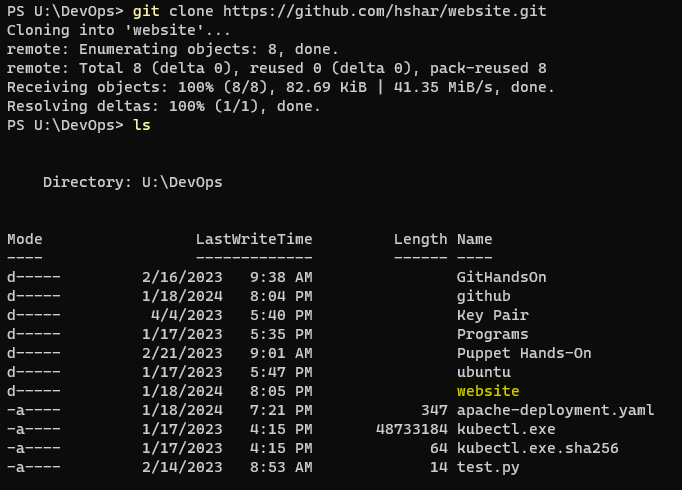 PS U:\DevOps> git clone https://github.com/hshar/website.git
Cloning into 'website'...
remote: Enumerating objects: 8, done.
remote: Total 8 (delta 0), reused 0 (delta 0), pack-reused 8
Receiving objects: 100% (8/8), 82.69 KiB | 41.35 MiB/s, done.
Resolving deltas: 100% (1/1), done.
PS U:\DevOps> ls
Directory: U:\DevOps
Mode LastWriteTime Length Name
---- ------------- ------ ----
d----- 2/16/2023 9:38 AM GitHandsOn
d----- 1/18/2024 8:04 PM github
d----- 4/4/2023 5:40 PM Key Pair
d----- 1/17/2023 5:35 PM Programs
d----- 2/21/2023 9:01 AM Puppet Hands-On
d----- 1/17/2023 5:47 PM ubuntu
d----- 1/18/2024 8:05 PM website
-a---- 1/18/2024 7:21 PM 347 apache-deployment.yaml
-a---- 1/17/2023 4:15 PM 48733184 kubectl.exe
-a---- 1/17/2023 4:15 PM 64 kubectl.exe.sha256
-a---- 2/14/2023 8:53 AM 14 test.py